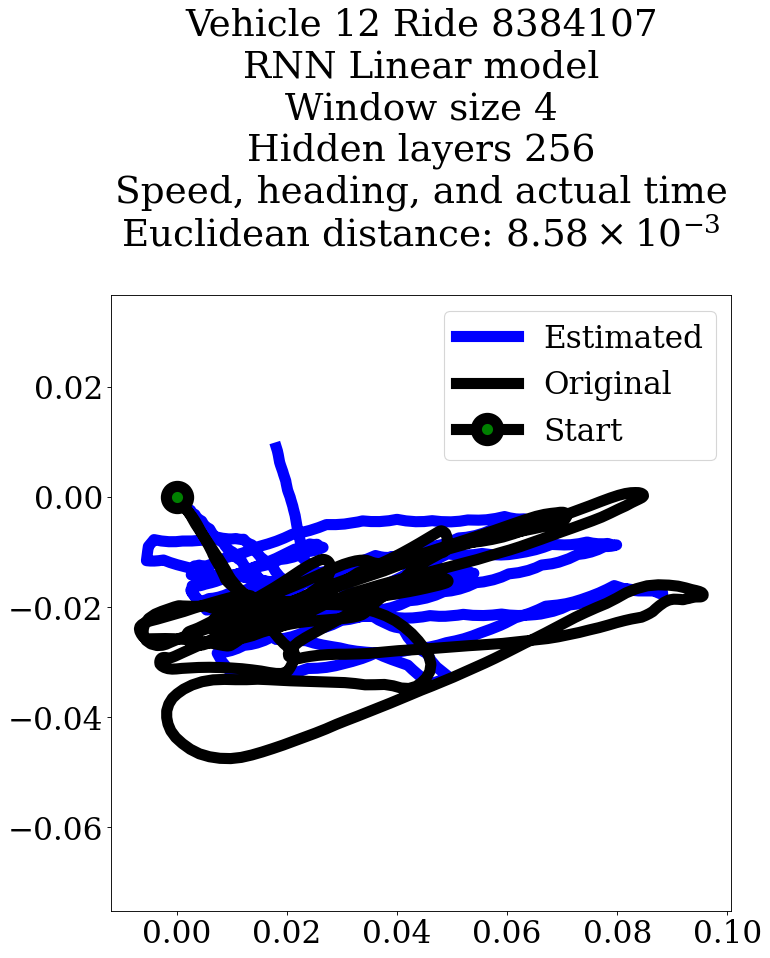 Vehicle 12 Ride 8384107
RNN Linear model
Window size 4
Hidden layers 256
Speed, heading, and actual time
Euclidean distance: 8.58 × 10⁻³
Estimated
Original
Start
0.02
0.00
−0.02
−0.04
−0.06
0.00 0.02 0.04 0.06 0.08 0.10